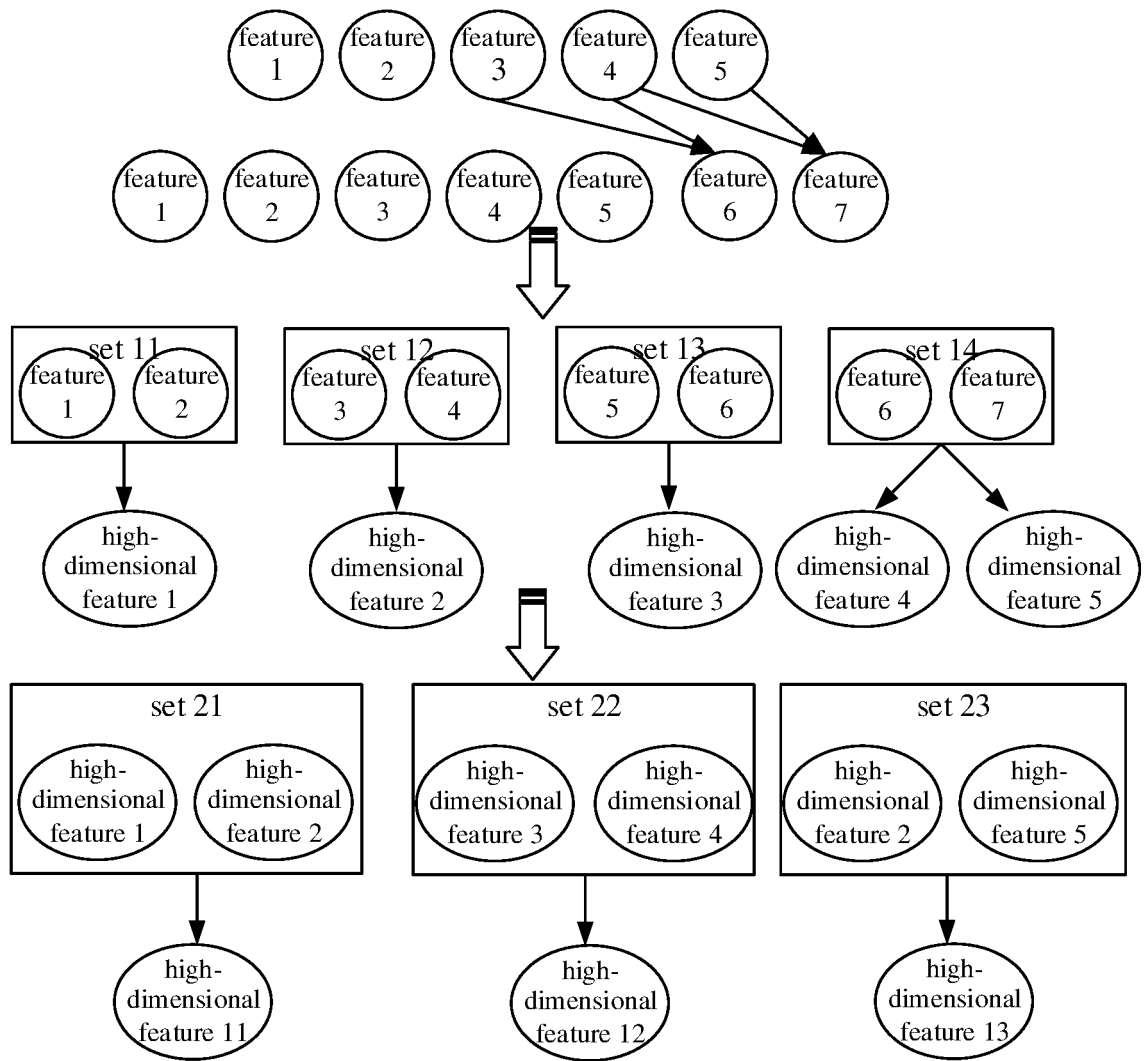 feature
1
feature
2
feature
3
feature
4
feature
5
feature
1
feature
2
feature
3
feature
4
feature
5
feature
6
feature
7
set 11
feature
1
feature
2
set 12
feature
3
feature
4
set 13
feature
5
feature
6
set 14
feature
6
feature
7
high-
dimensional
feature 1
high-
dimensional
feature 2
high-
dimensional
feature 3
high-
dimensional
feature 4
high-
dimensional
feature 5
set 21
high-
dimensional
feature 1
high-
dimensional
feature 2
set 22
high-
dimensional
feature 3
high-
dimensional
feature 4
set 23
high-
dimensional
feature 2
high-
dimensional
feature 5
high-
dimensional
feature 11
high-
dimensional
feature 12
high-
dimensional
feature 13